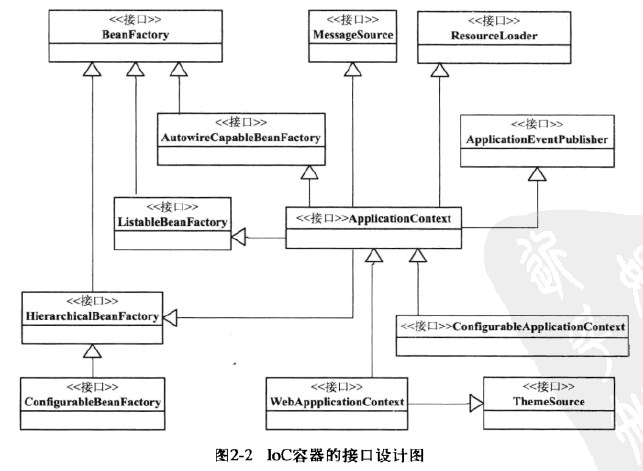 <<接口>>
BeanFactory
<<接口>>
MessageSource
<<接口>>
ResourceLoader
<<接口>>
AutowireCapableBeanFactory
<<接口>>
ApplicationEventPublisher
<<接口>>
ListableBeanFactory
<<接口>>ApplicationContext
<<接口>>
HierarchicalBeanFactory
<<接口>>ConfigurableApplicationContext
<<接口>>
ConfigurableBeanFactory
<<接口>>
WebAppplicationContext
<<接口>>
ThemeSource
图2-2 IoC容器的接口设计图